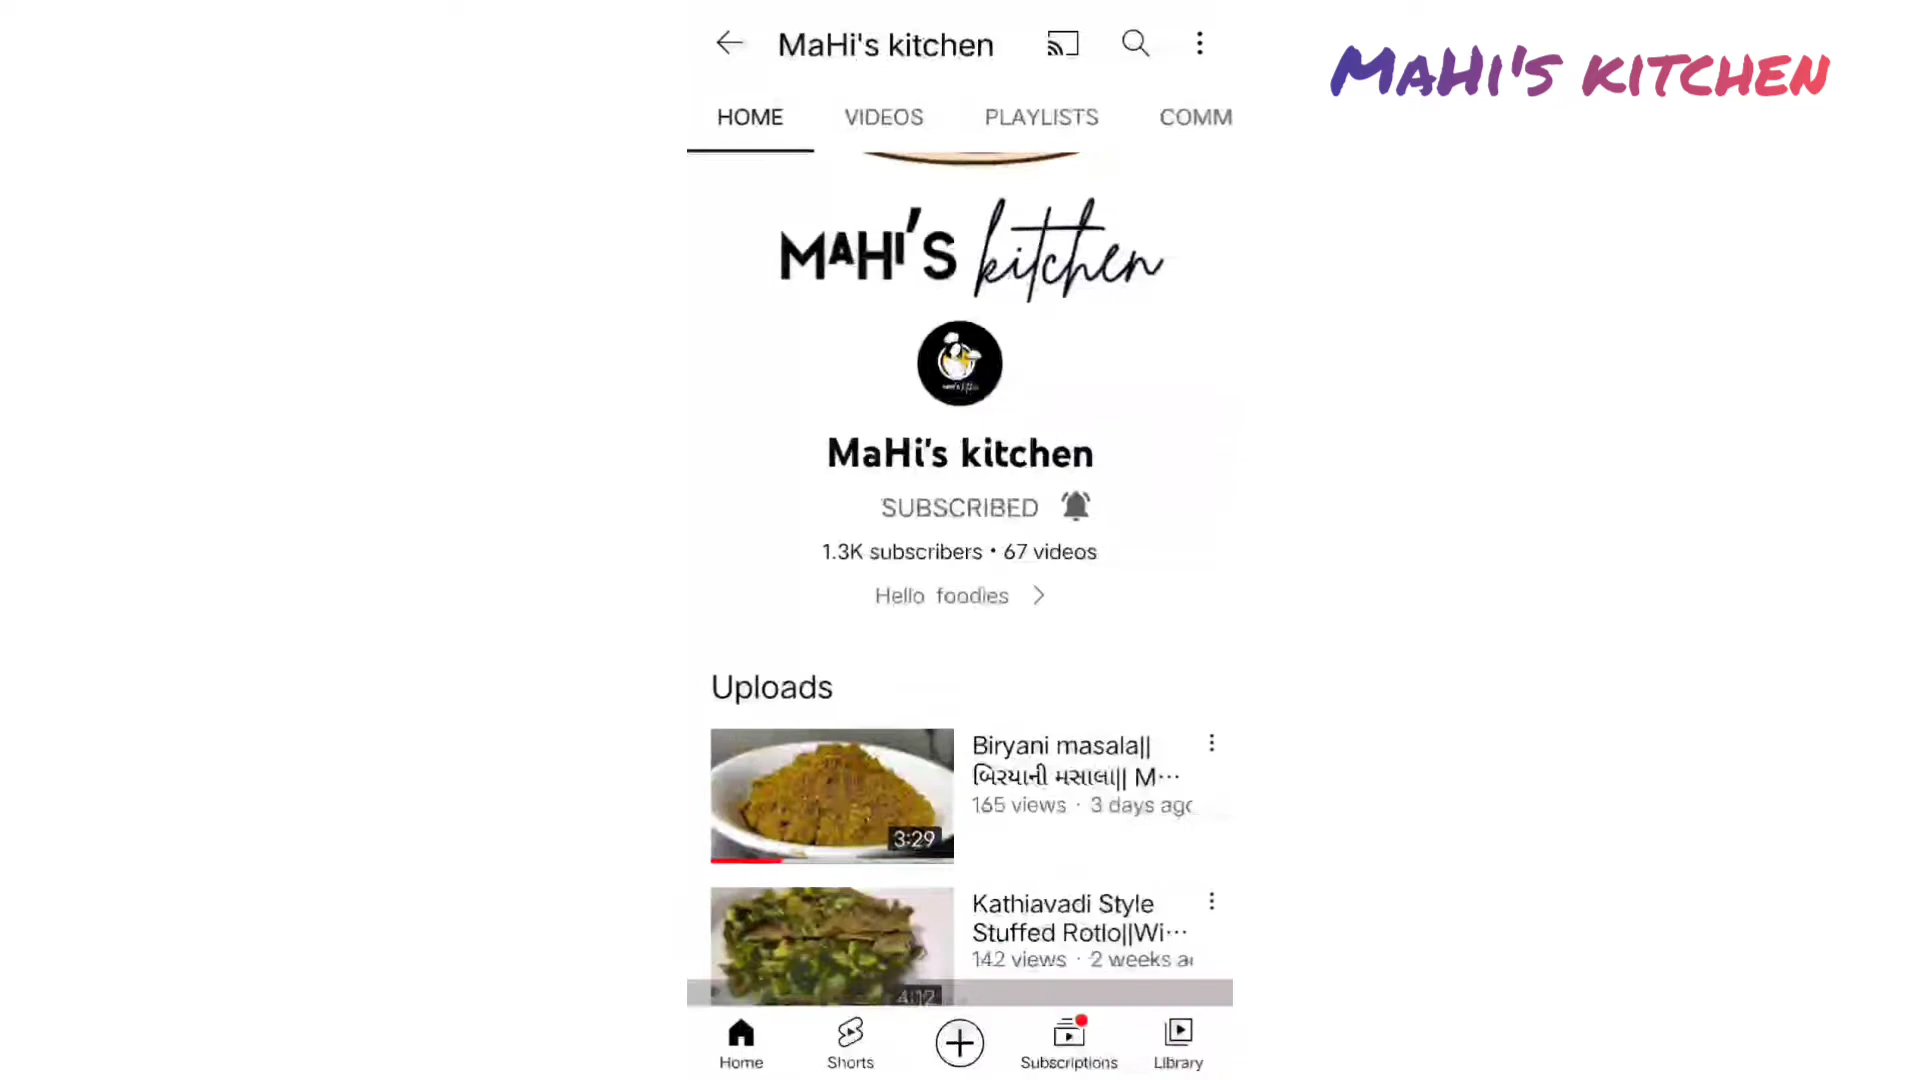 MaHi's kitchen
MaHi's kitchen
HOME VIDEOS PLAYLISTS COMM
MAHI'S kitchen
MaHi's kitchen
SUBSCRIBED
1.3K subscribers • 67 videos
Hello foodies
Uploads
Biryani masala||
બિરયાની મસાલા|| M...
165 views · 3 days ago
3:29
Kathiavadi Style
Stuffed Rotlo||Wi...
142 views · 2 weeks a
4:12
Home Shorts Subscriptions Library